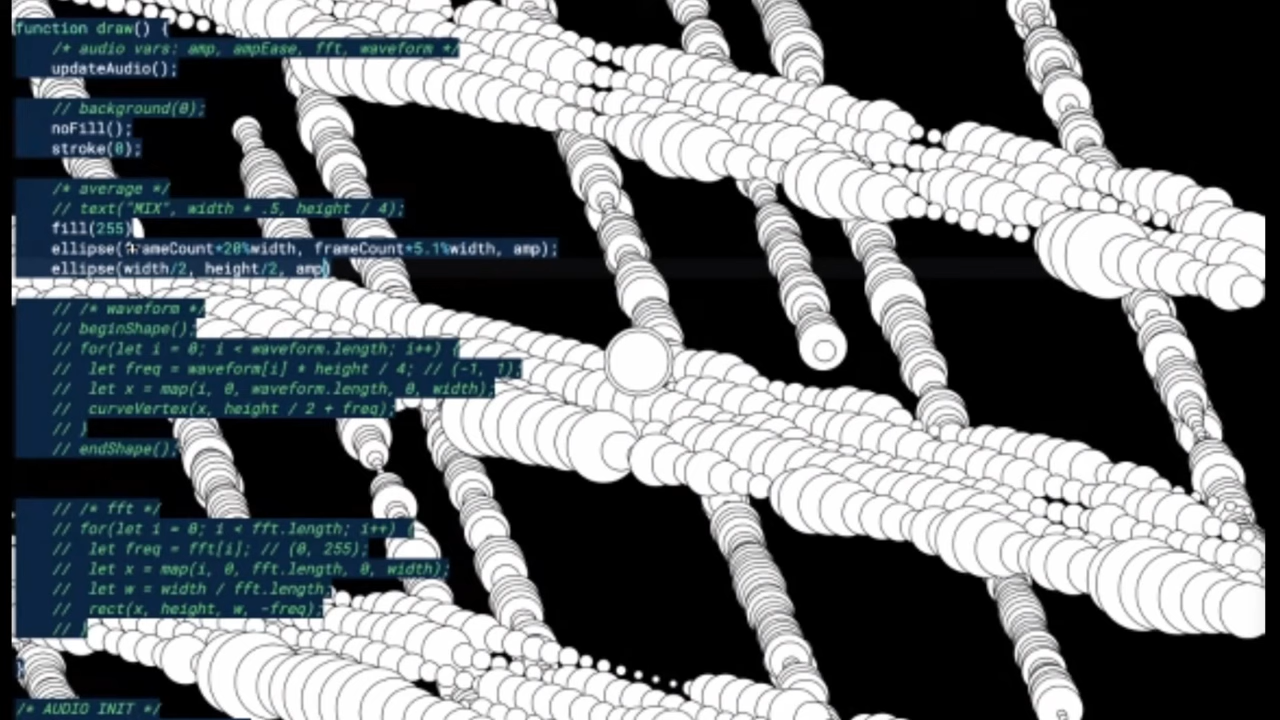 function draw() {
/* audio vars: amp, ampEase, fft, waveform */
updateAudio();
// background(0);
noFill();
stroke(0);
/* average */
// text("MIX", width * .5, height / 4);
fill(255)
ellipse(frameCount*20%width, frameCount*5.1%width, amp);
ellipse(width/2, height/2, amp)
// /* waveform */
// beginShape();
// for(let i = 0; i < waveform.length; i++) {
//  let freq = waveform[i] * height / 4; // (-1, 1);
//  let x = map(i, 0, waveform.length, 0, width);
//  curveVertex(x, height / 2 + freq);
// }
// endShape();
// /* fft */
// for(let i = 0; i < fft.length; i++) {
//  let freq = fft[i]; // (0, 255);
//  let x = map(i, 0, fft.length, 0, width);
//  let w = width / fft.length;
//  rect(x, height, w, -freq);
// }
}
/* AUDIO INIT */